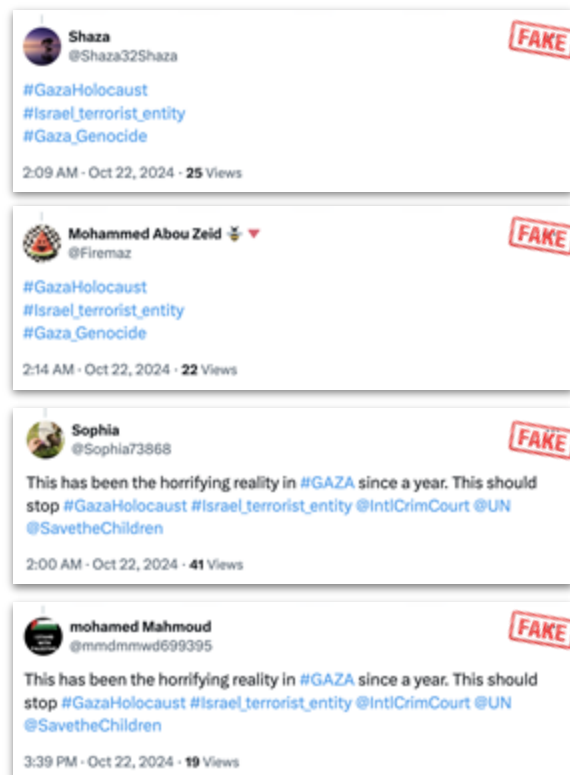 Shaza
FAKE
@Shaza32Shaza
#GazaHolocaust
#Israel_terrorist_entity
#Gaza_Genocide
2:09 AM · Oct 22, 2024 · 25 Views
Mohammed Abou Zeid 🐝 🔻
FAKE
@Firemaz
#GazaHolocaust
#Israel_terrorist_entity
#Gaza_Genocide
2:14 AM · Oct 22, 2024 · 22 Views
Sophia
FAKE
@Sophia73868
This has been the horrifying reality in #GAZA since a year. This should
stop #GazaHolocaust #Israel_terrorist_entity @IntlCrimCourt @UN
@SavetheChildren
2:00 AM · Oct 22, 2024 · 41 Views
mohamed Mahmoud
FAKE
@mmdmmwd699395
This has been the horrifying reality in #GAZA since a year. This should
stop #GazaHolocaust #Israel_terrorist_entity @IntlCrimCourt @UN
@SavetheChildren
3:39 PM · Oct 22, 2024 · 19 Views